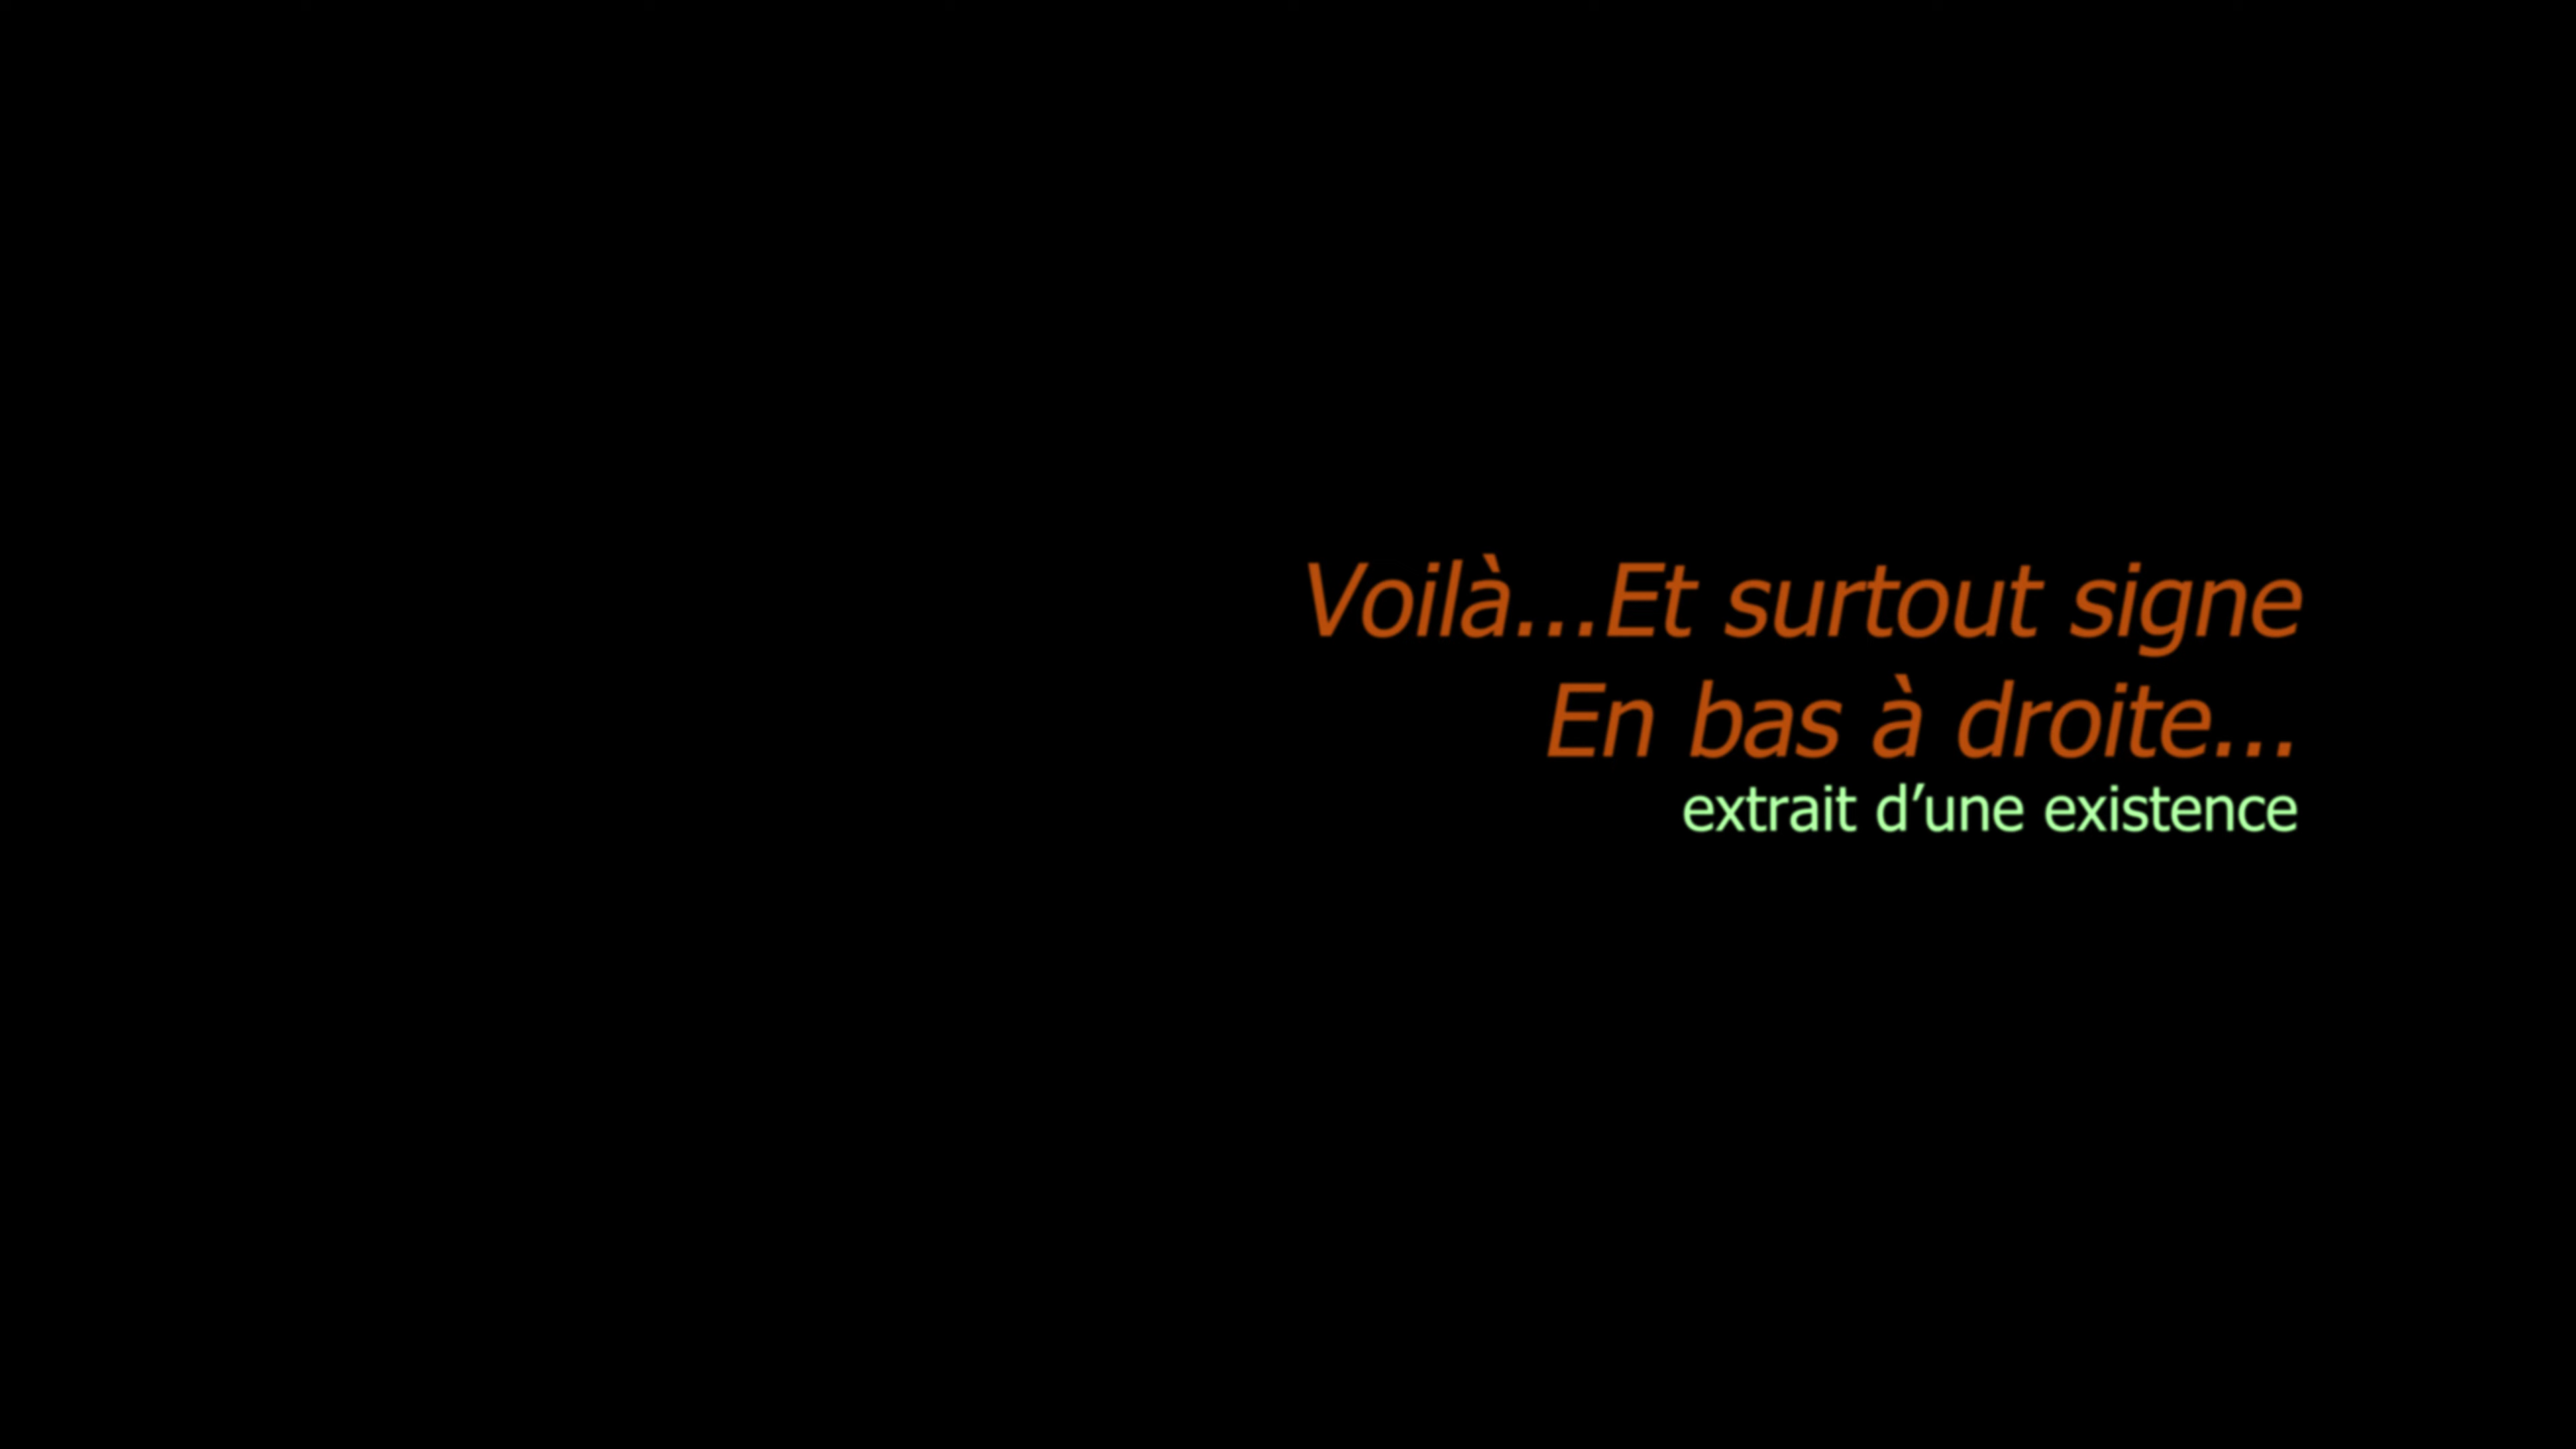 Voilà...Et surtout signe
En bas à droite...
extrait d’une existence